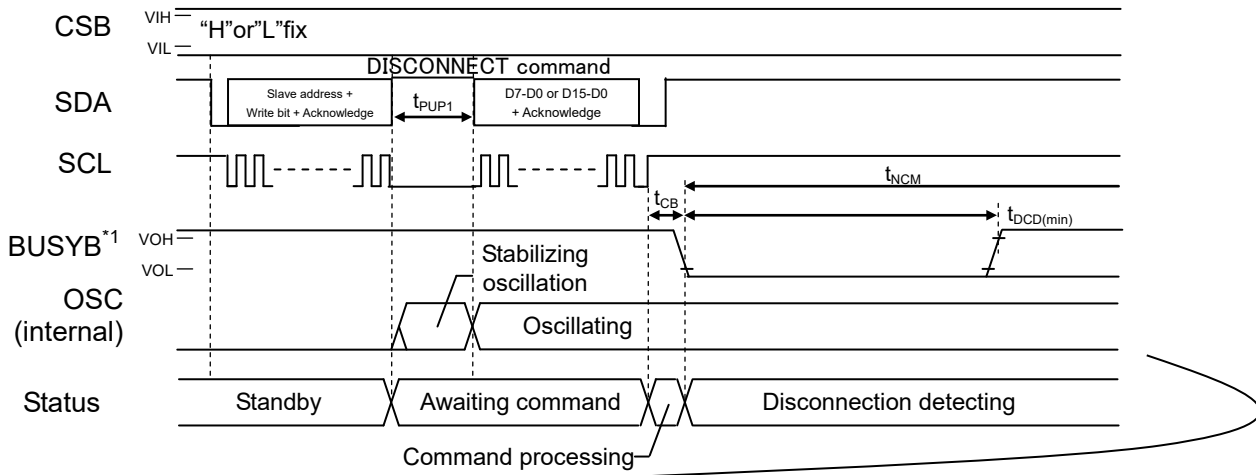 CSB
VIH
VIL
“H”or”L”fix
DISCONNECT command
SDA
Slave address +
Write bit + Acknowledge
tPUP1
D7-D0 or D15-D0
+ Acknowledge
SCL
tNCM
tCB
tDCD(min)
BUSYB*1
VOH
VOL
Stabilizing
oscillation
OSC
(internal)
Oscillating
Status
Standby
Awaiting command
Disconnection detecting
Command processing